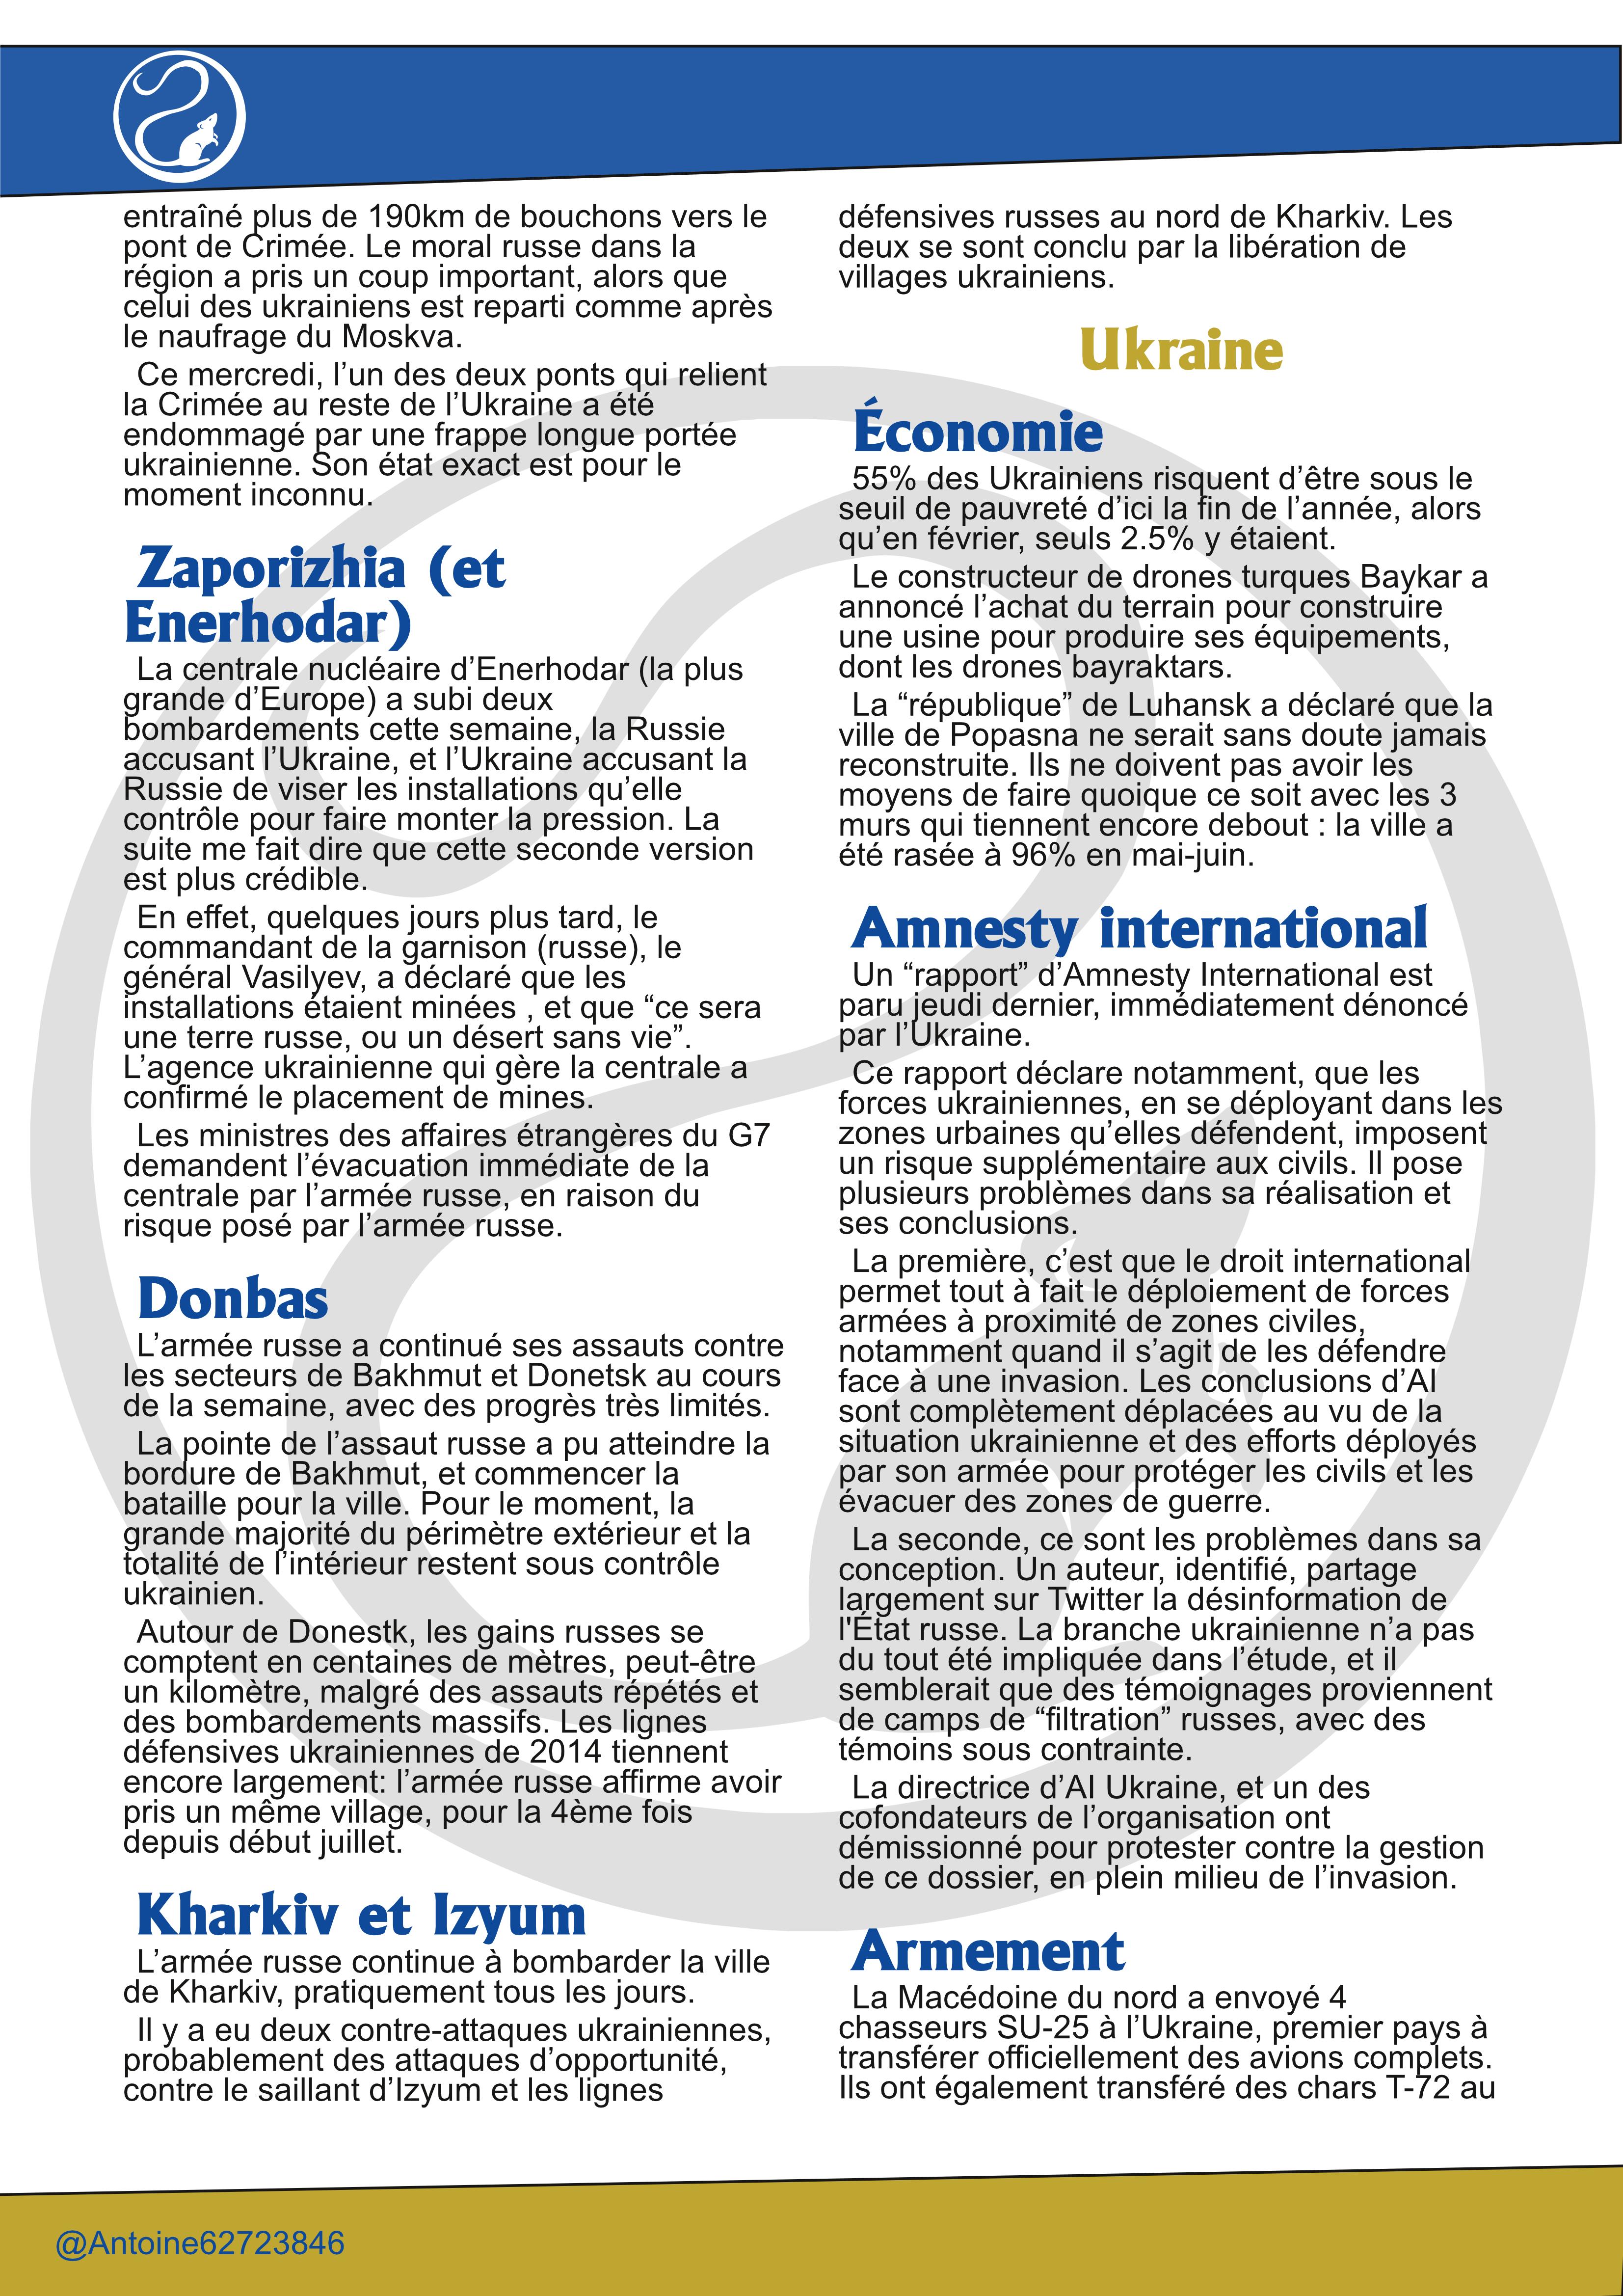 entraîné plus de 190km de bouchons vers le
pont de Crimée. Le moral russe dans la
région a pris un coup important, alors que
celui des ukrainiens est reparti comme après
le naufrage du Moskva.
Ce mercredi, l’un des deux ponts qui relient
la Crimée au reste de l’Ukraine a été
endommagé par une frappe longue portée
ukrainienne. Son état exact est pour le
moment inconnu.
Zaporizhia (et
Enerhodar)
La centrale nucléaire d’Enerhodar (la plus
grande d’Europe) a subi deux
bombardements cette semaine, la Russie
accusant l’Ukraine, et l’Ukraine accusant la
Russie de viser les installations qu’elle
contrôle pour faire monter la pression. La
suite me fait dire que cette seconde version
est plus crédible.
En effet, quelques jours plus tard, le
commandant de la garnison (russe), le
général Vasilyev, a déclaré que les
installations étaient minées , et que “ce sera
une terre russe, ou un désert sans vie”.
L’agence ukrainienne qui gère la centrale a
confirmé le placement de mines.
Les ministres des affaires étrangères du G7
demandent l’évacuation immédiate de la
centrale par l’armée russe, en raison du
risque posé par l’armée russe.
Donbas
L’armée russe a continué ses assauts contre
les secteurs de Bakhmut et Donetsk au cours
de la semaine, avec des progrès très limités.
La pointe de l’assaut russe a pu atteindre la
bordure de Bakhmut, et commencer la
bataille pour la ville. Pour le moment, la
grande majorité du périmètre extérieur et la
totalité de l’intérieur restent sous contrôle
ukrainien.
Autour de Donestk, les gains russes se
comptent en centaines de mètres, peut-être
un kilomètre, malgré des assauts répétés et
des bombardements massifs. Les lignes
défensives ukrainiennes de 2014 tiennent
encore largement: l’armée russe affirme avoir
pris un même village, pour la 4ème fois
depuis début juillet.
Kharkiv et Izyum
L’armée russe continue à bombarder la ville
de Kharkiv, pratiquement tous les jours.
Il y a eu deux contre-attaques ukrainiennes,
probablement des attaques d’opportunité,
contre le saillant d’Izyum et les lignes
défensives russes au nord de Kharkiv. Les
deux se sont conclu par la libération de
villages ukrainiens.
Ukraine
Économie
55% des Ukrainiens risquent d’être sous le
seuil de pauvreté d’ici la fin de l’année, alors
qu’en février, seuls 2.5% y étaient.
Le constructeur de drones turques Baykar a
annoncé l’achat du terrain pour construire
une usine pour produire ses équipements,
dont les drones bayraktars.
La “république” de Luhansk a déclaré que la
ville de Popasna ne serait sans doute jamais
reconstruite. Ils ne doivent pas avoir les
moyens de faire quoique ce soit avec les 3
murs qui tiennent encore debout : la ville a
été rasée à 96% en mai-juin.
Amnesty international
Un “rapport” d’Amnesty International est
paru jeudi dernier, immédiatement dénoncé
par l’Ukraine.
Ce rapport déclare notamment, que les
forces ukrainiennes, en se déployant dans les
zones urbaines qu’elles défendent, imposent
un risque supplémentaire aux civils. Il pose
plusieurs problèmes dans sa réalisation et
ses conclusions.
La première, c’est que le droit international
permet tout à fait le déploiement de forces
armées à proximité de zones civiles,
notamment quand il s’agit de les défendre
face à une invasion. Les conclusions d’AI
sont complètement déplacées au vu de la
situation ukrainienne et des efforts déployés
par son armée pour protéger les civils et les
évacuer des zones de guerre.
La seconde, ce sont les problèmes dans sa
conception. Un auteur, identifié, partage
largement sur Twitter la désinformation de
l'État russe. La branche ukrainienne n’a pas
du tout été impliquée dans l’étude, et il
semblerait que des témoignages proviennent
de camps de “filtration” russes, avec des
témoins sous contrainte.
La directrice d’AI Ukraine, et un des
cofondateurs de l’organisation ont
démissionné pour protester contre la gestion
de ce dossier, en plein milieu de l’invasion.
Armement
La Macédoine du nord a envoyé 4
chasseurs SU-25 à l’Ukraine, premier pays à
transférer officiellement des avions complets.
Ils ont également transféré des chars T-72 au
@Antoine62723846